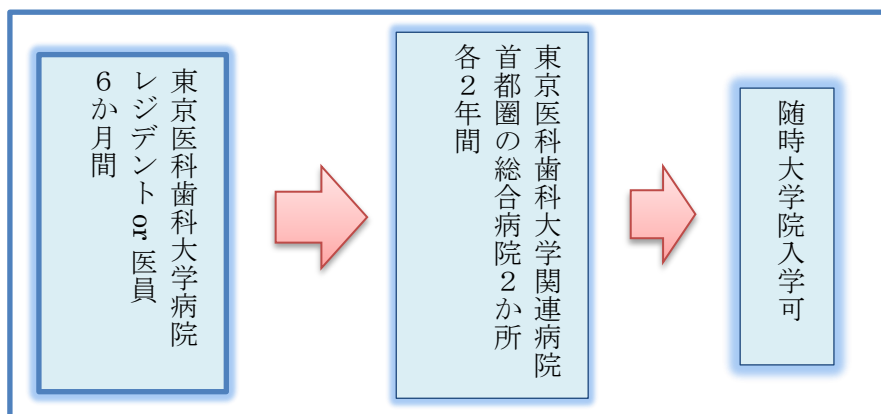 東京医科歯科大学病院
レジデント or 医員
６か月間
東京医科歯科大学関連病院
首都圏の総合病院２か所
各２年間
随時大学院入学可